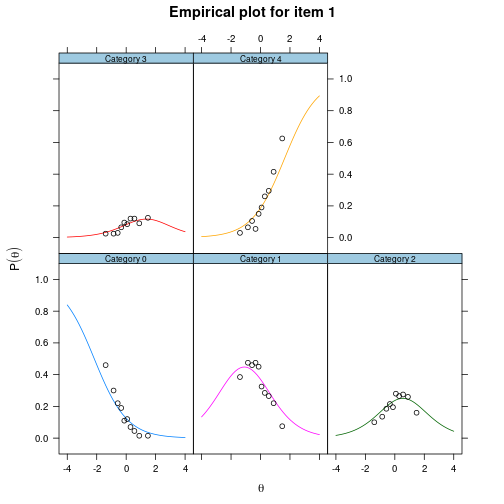 Empirical plot for item 1
-4 -2 0 2 4
Category 3 Category 4
1.0
0.8
0.6
0.4
0.2
0.0
P(θ)
Category 0 Category 1 Category 2
1.0
0.8
0.6
0.4
0.2
0.0
-4 -2 0 2 4 -4 -2 0 2 4
θ